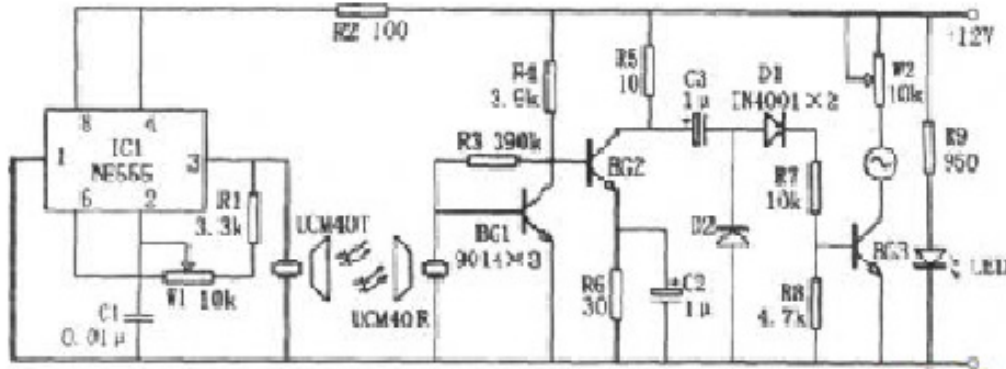 R2 100
+12V
R4
3.9k
R5
10
C3
1μ
D1
IN4001×2
W2
10k
8
4
1
IC1
NE555
3
6
2
R3 390k
BG2
R9
R1
3.3k
UCM40T
R7
10k
D2
BG1
9014×3
BG3
LED
W1
10k
C1
0.01μ
UCM40R
R6
30
C2
1μ
R8
4.7k